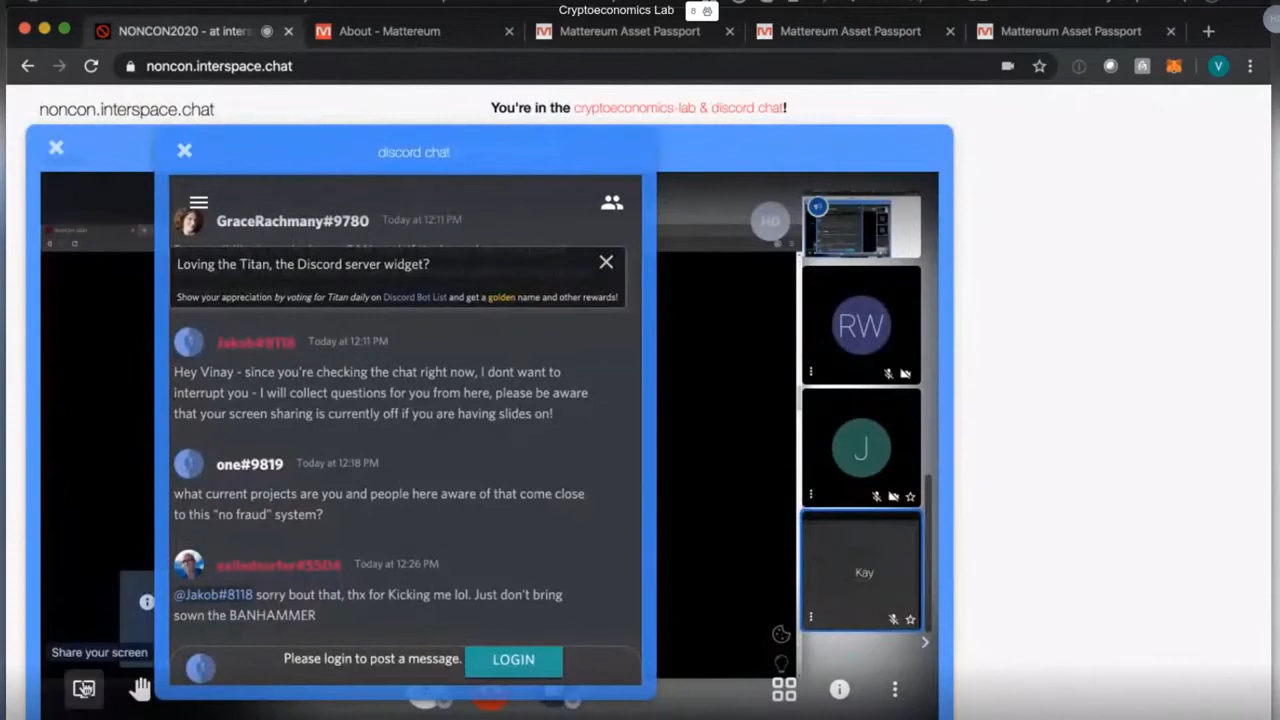 Cryptoeconomics Lab
8
NONCON2020 - at inters
About - Mattereum
Mattereum Asset Passport
Mattereum Asset Passport
Mattereum Asset Passport
noncon.interspace.chat
V
noncon.interspace.chat
You're in the cryptoeconomics-lab & discord chat!
discord chat
GraceRachmany#9780 Today at 12:11 PM
Loving the Titan, the Discord server widget?
Show your appreciation by voting for Titan daily on Discord Bot List and get a golden name and other rewards!
Jakob#8118 Today at 12:11 PM
Hey Vinay - since you're checking the chat right now, I dont want to
interrupt you - I will collect questions for you from here, please be aware
that your screen sharing is currently off if you are having slides on!
one#9819 Today at 12:18 PM
what current projects are you and people here aware of that come close
to this "no fraud" system?
Today at 12:26 PM
@Jakob#8118 sorry bout that, thx for Kicking me lol. Just don't bring
sown the BANHAMMER
Please login to post a message. LOGIN
Share your screen
HD
RW
J
Kay